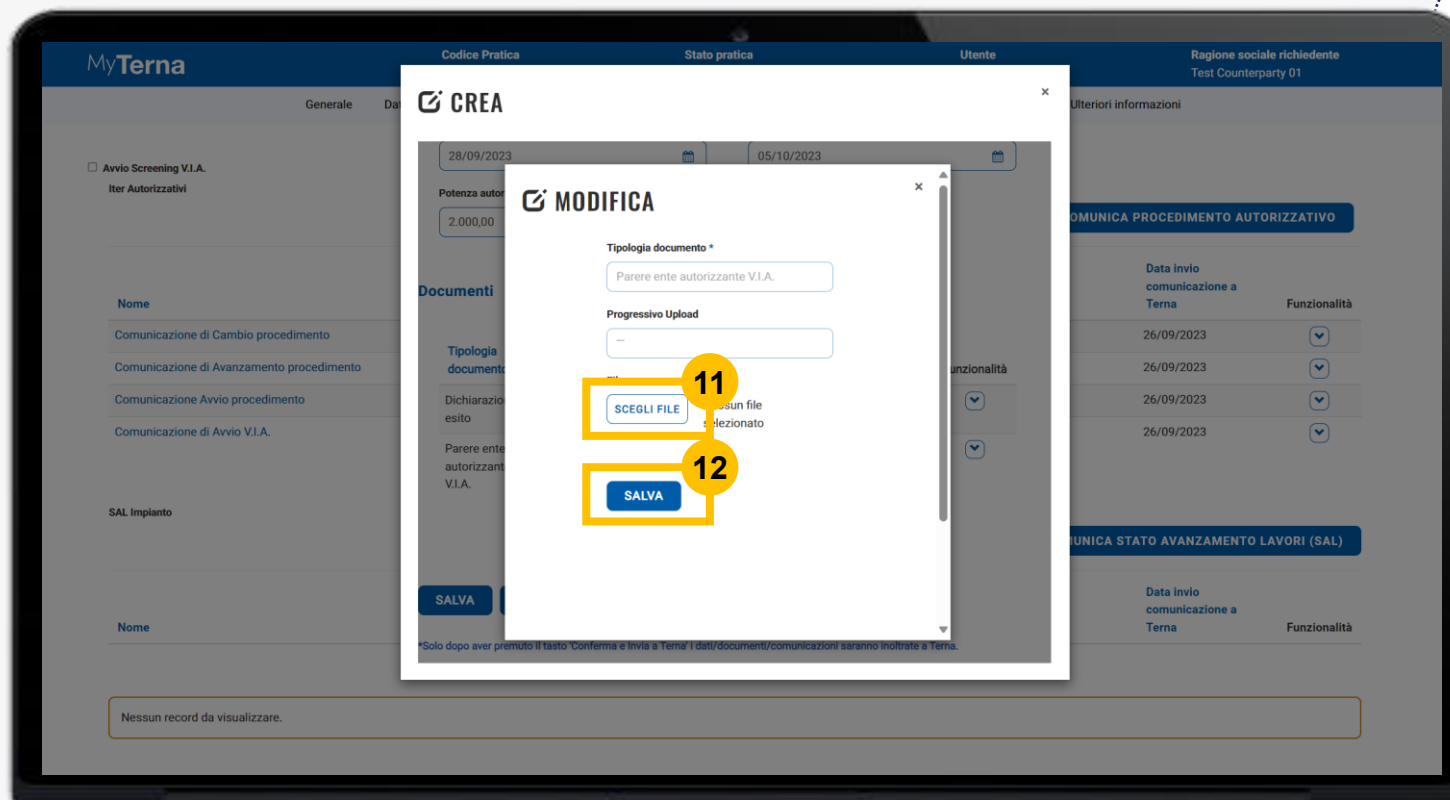 MyTerna
Codice Pratica
Stato pratica
Utente
Ragione sociale richiedente
Test Counterparty 01
Generale
Ulteriori informazioni
CREA
×
Avvio Screening V.I.A.
Iter Autorizzativi
28/09/2023
05/10/2023
Potenza
2.000,00
PROCEDIMENTO AUTORIZZATIVO
MODIFICA
×
Tipologia documento *
Parere ente autorizzante V.I.A.
Progressivo Upload
—
11
SCEGLI FILE
file
selezionato
12
SALVA
Documenti
Tipologia
documento
Dichiarazio
esito
Parere ente
autorizzant
V.I.A.
Nome
Data invio
comunicazione a
Terna
Funzionalità
Comunicazione di Cambio procedimento
26/09/2023
Comunicazione di Avanzamento procedimento
26/09/2023
Comunicazione Avvio procedimento
26/09/2023
Comunicazione di Avvio V.I.A.
26/09/2023
SAL Impianto
STATO AVANZAMENTO LAVORI (SAL)
SALVA
Nome
Data invio
comunicazione a
Terna
Funzionalità
*Solo dopo aver premuto il tasto 'Conferma e Invia a Terna' i dati/documenti/comunicazioni saranno inoltrate a Terna.
Nessun record da visualizzare.